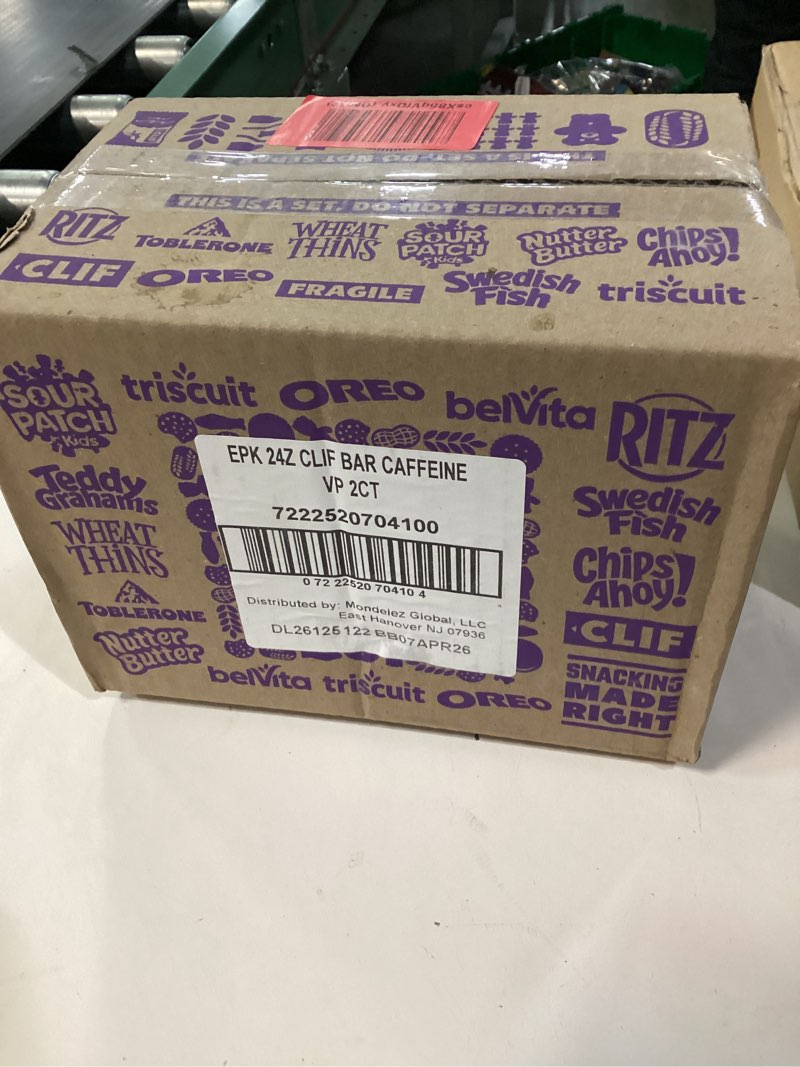 THIS IS A SET. DO NOT SEPARATE
RITZ
TOBLERONE
WHEAT
THINS
SOUR
PATCH
Kids
Nutter
Butter
Chips
Ahoy!
CLIF
OREO
FRAGILE
Swedish
Fish
triscuit
SOUR
PATCH
Kids
triscuit
OREO
belVita
RITZ
Teddy
Grahams
WHEAT
THINS
TOBLERONE
Nutter
Butter
EPK 24Z CLIF BAR CAFFEINE
VP 2CT
7222520704100
0 72 22520 70410 4
Distributed by: Mondelez Global, LLC
East Hanover NJ 07936
DL26125122 BB07APR26
Swedish
Fish
Chips
Ahoy!
CLIF
SNACKING
MADE
RIGHT
belVita
triscuit
OREO